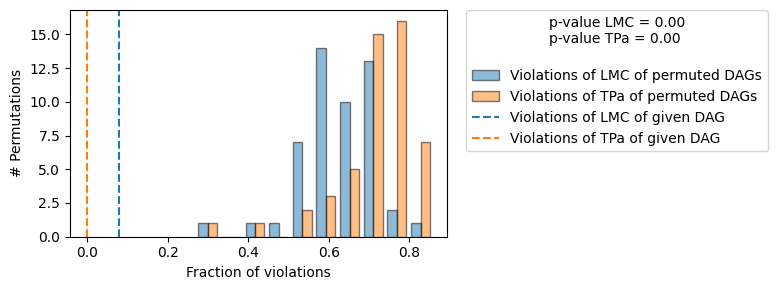 15.0
12.5
10.0
7.5
5.0
2.5
0.0
# Permutations
0.0 0.2 0.4 0.6 0.8
Fraction of violations
p-value LMC = 0.00
p-value TPa = 0.00
Violations of LMC of permuted DAGs
Violations of TPa of permuted DAGs
Violations of LMC of given DAG
Violations of TPa of given DAG